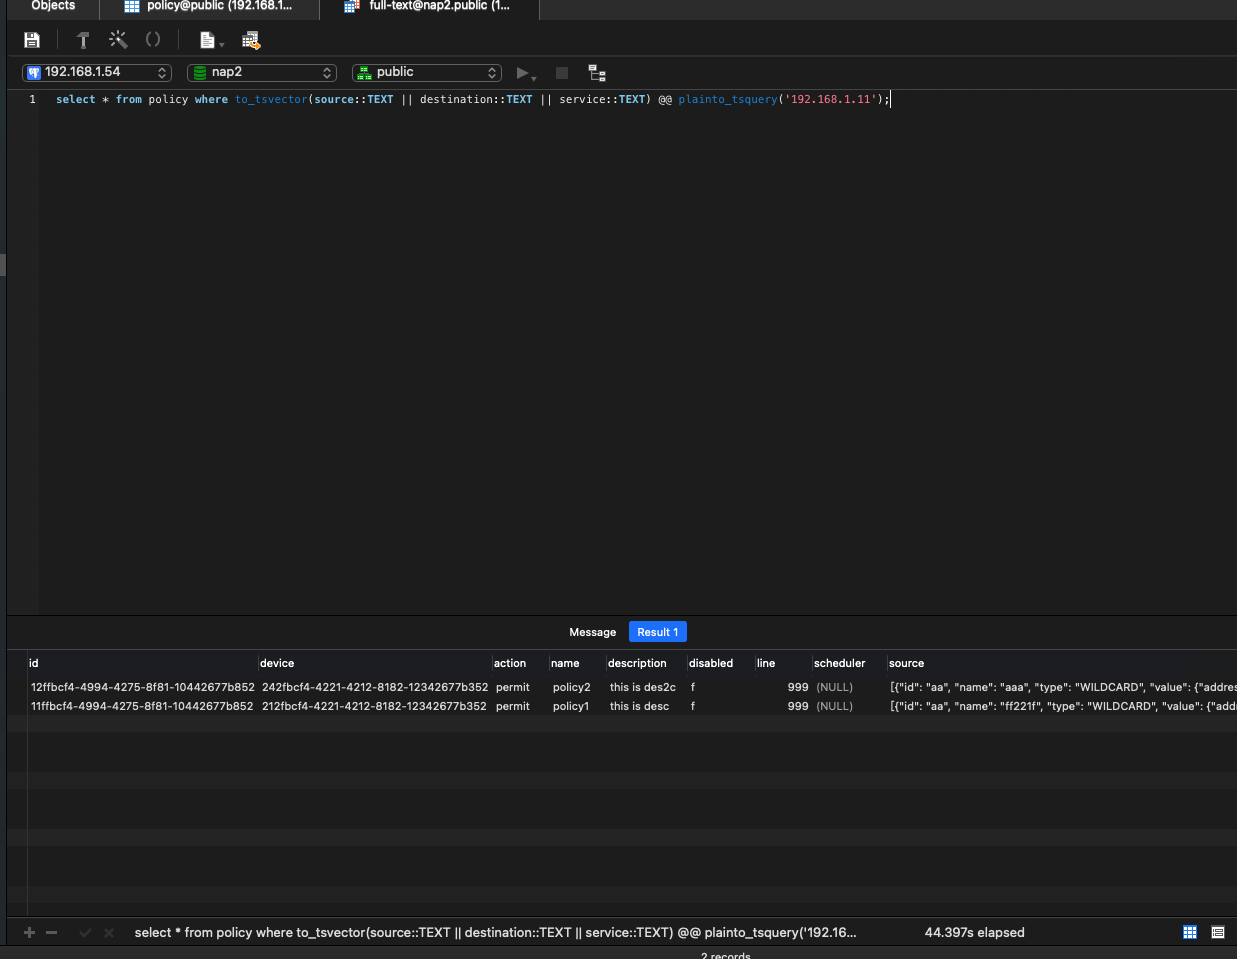 Objects policy@public (192.168.1... full-text@nap2.public (1...
192.168.1.54 nap2 public
1 select * from policy where to_tsvector(source::TEXT || destination::TEXT || service::TEXT) @@ plainto_tsquery('192.168.1.11');
Message Result 1
id device action name description disabled line scheduler source
12ffbcf4-4994-4275-8f81-10442677b852 242fbcf4-4221-4212-8182-12342677b352 permit policy2 this is des2c f 999 (NULL) [{"id": "aa", "name": "aaa", "type": "WILDCARD", "value": {"addres
11ffbcf4-4994-4275-8f81-10442677b852 212fbcf4-4221-4212-8182-12342677b352 permit policy1 this is desc f 999 (NULL) [{"id": "aa", "name": "ff221f", "type": "WILDCARD", "value": {"add
select * from policy where to_tsvector(source::TEXT || destination::TEXT || service::TEXT) @@ plainto_tsquery('192.16... 44.397s elapsed
2 records